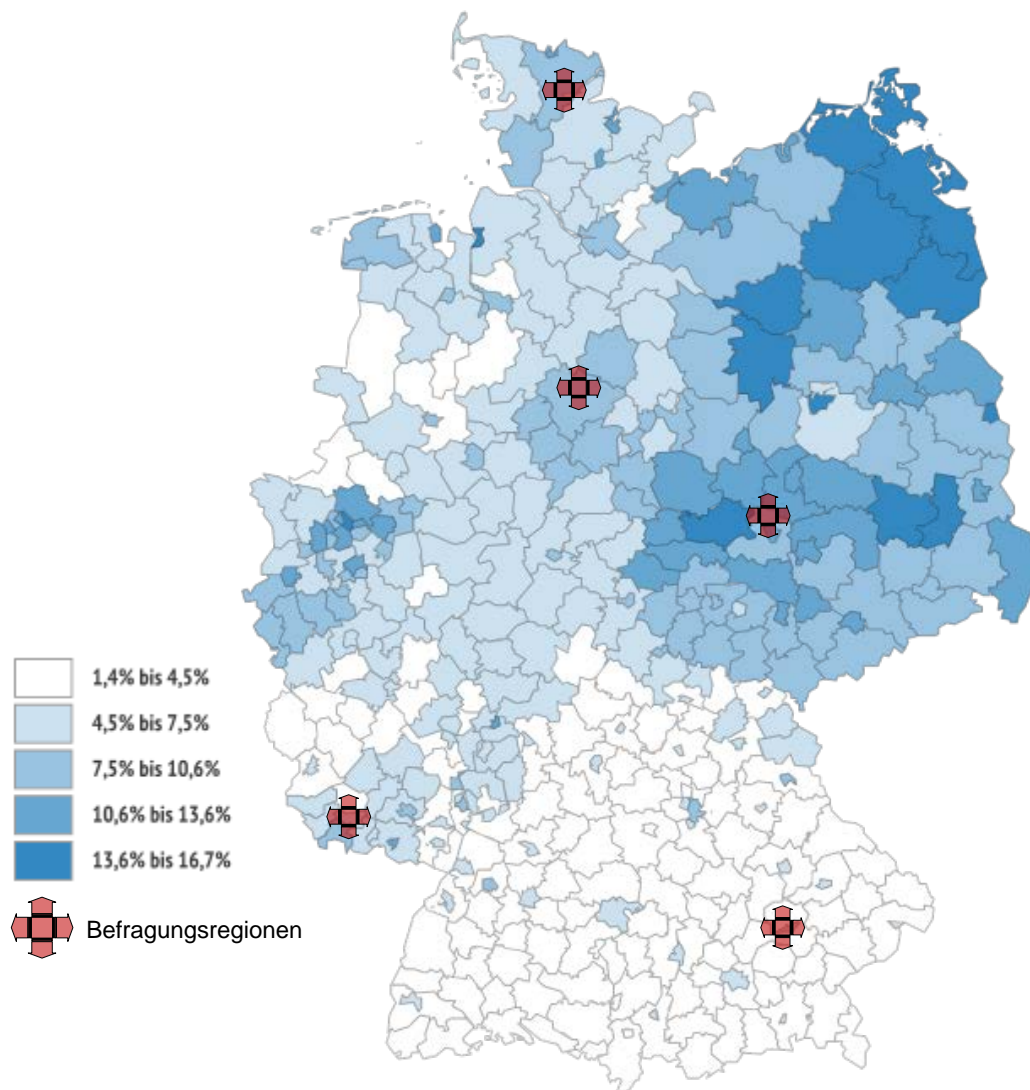 1,4% bis 4,5%
4,5% bis 7,5%
7,5% bis 10,6%
10,6% bis 13,6%
13,6% bis 16,7%
Befragungsregionen